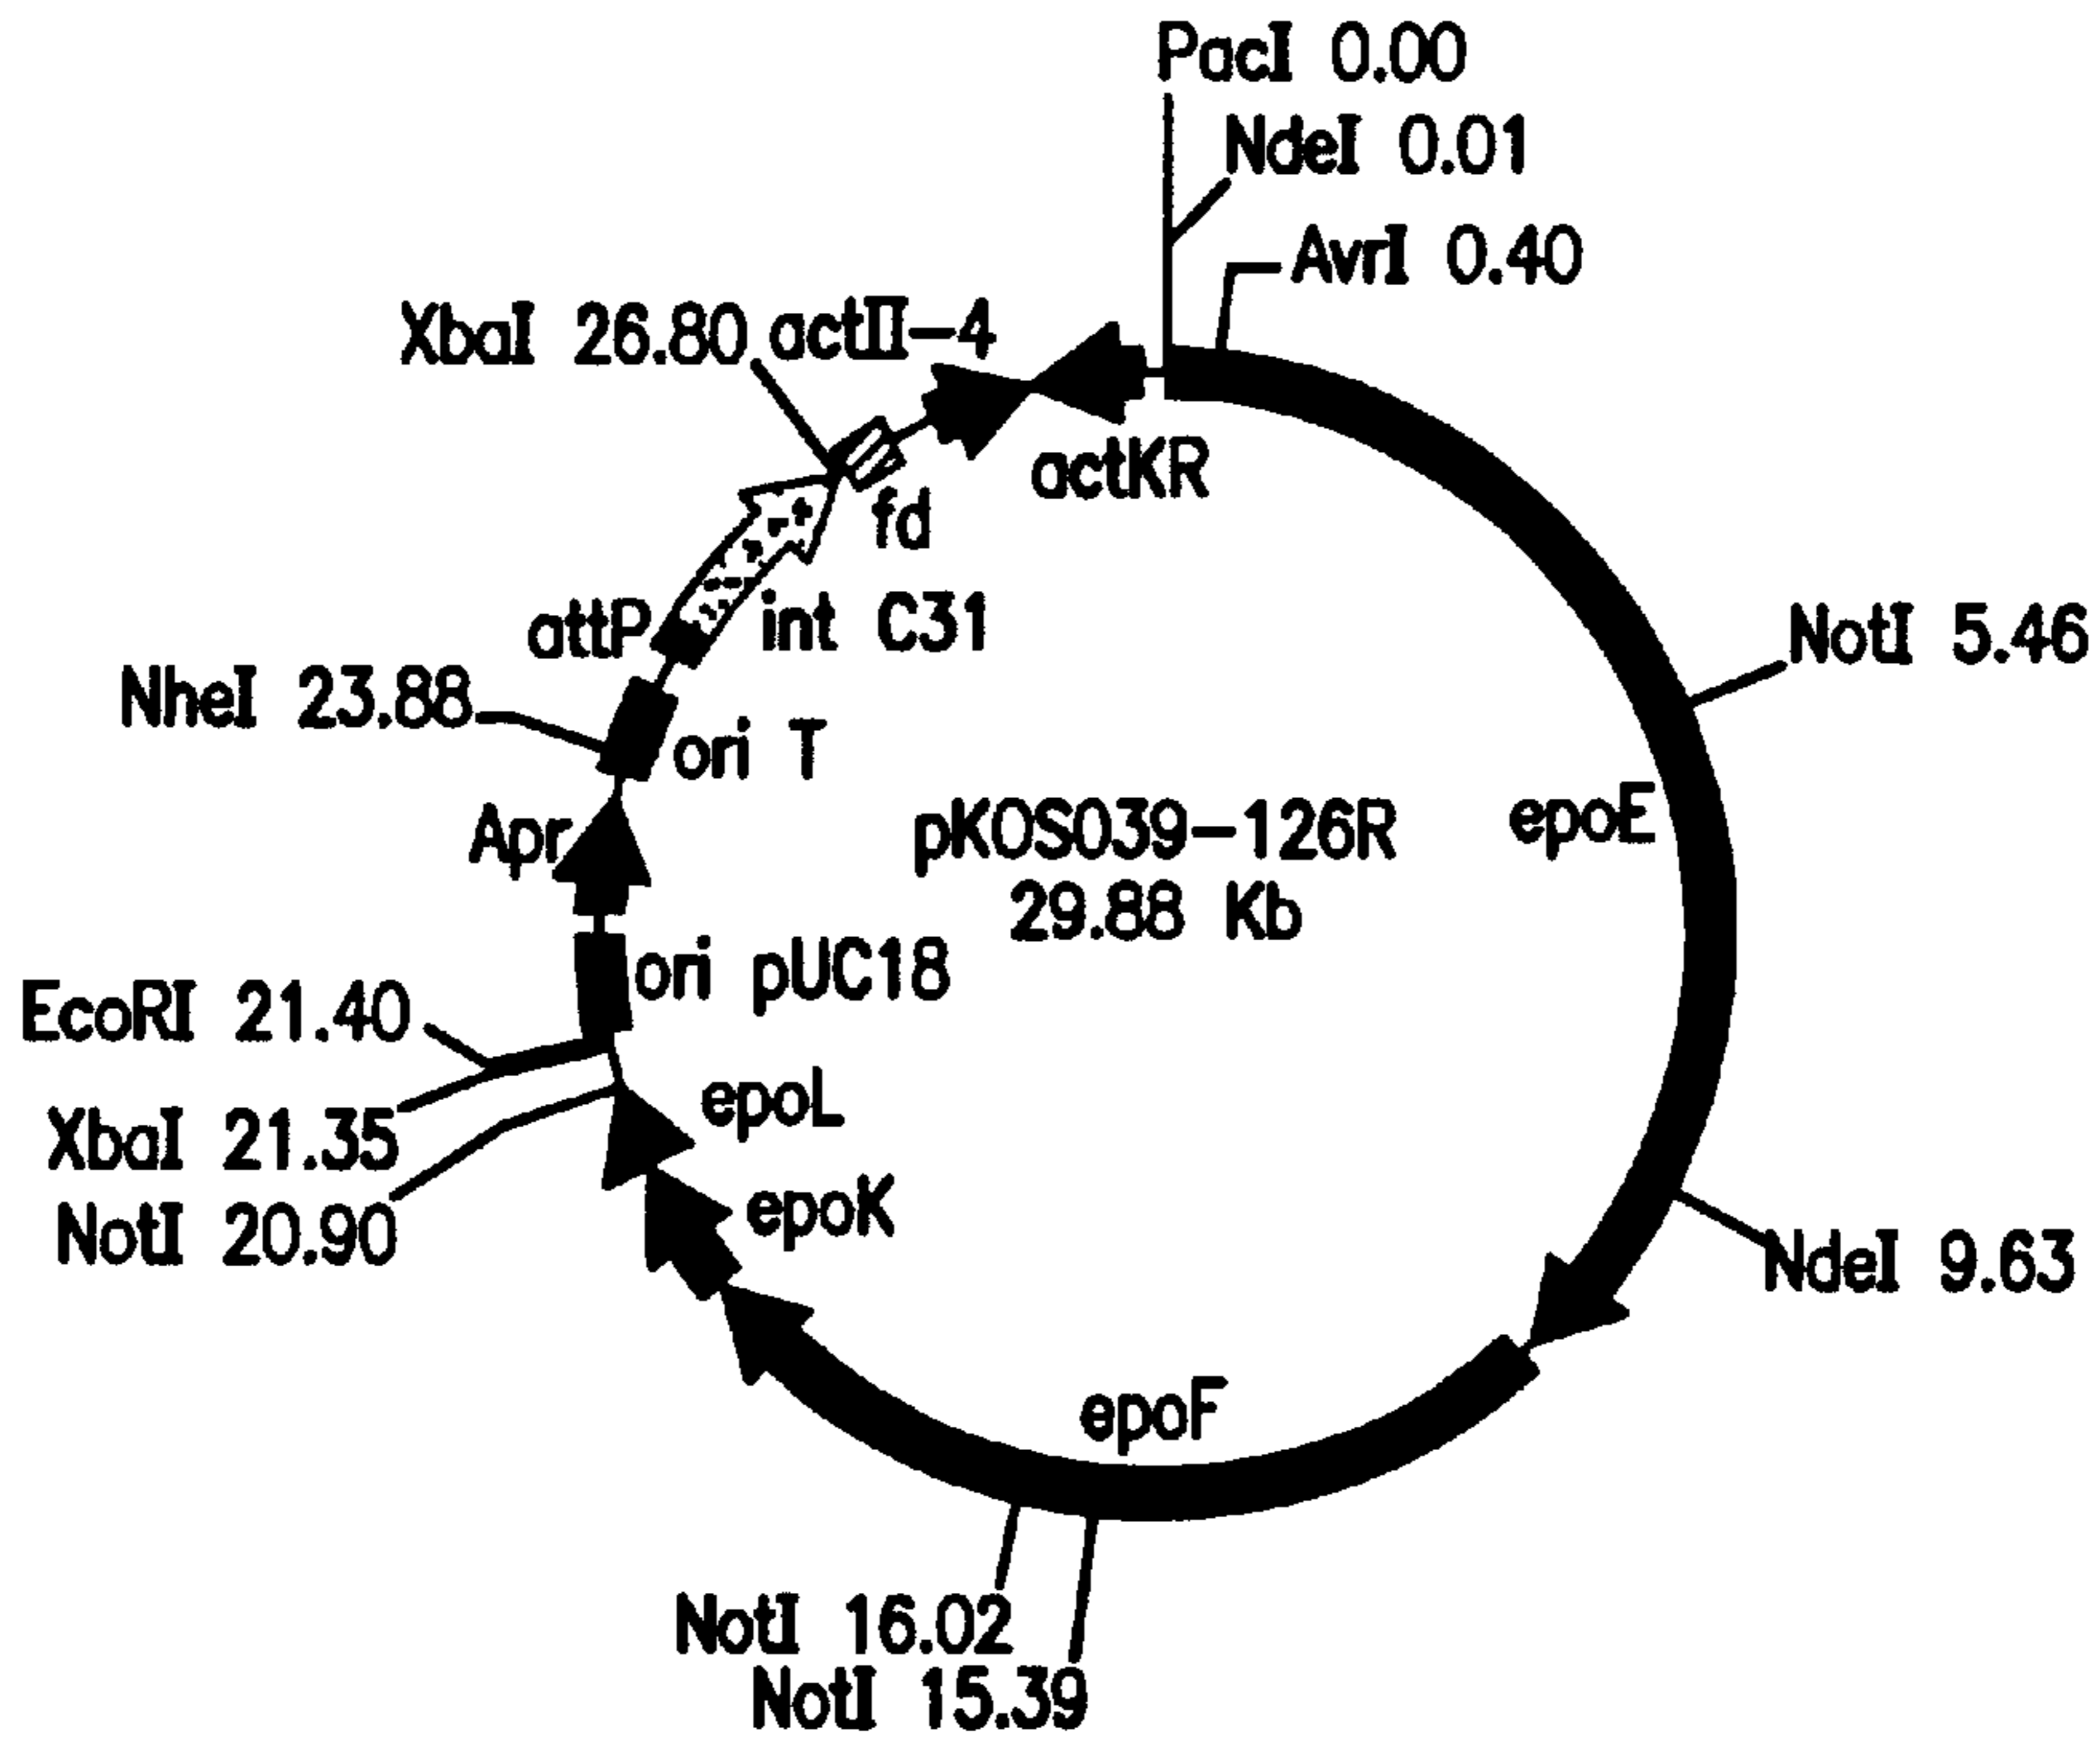 PacI 0.00
NdeI 0.01
AvrI 0.40
XbaI 26.80
actII-4
actKR
fd
attP
int C31
NotI 5.46
NheI 23.88
ori T
Apr
pKOS039-126R
29.88 Kb
epoE
ori pUC18
EcoRI 21.40
epoL
XbaI 21.35
epoK
NotI 20.90
NdeI 9.63
epoF
NotI 16.02
NotI 15.39